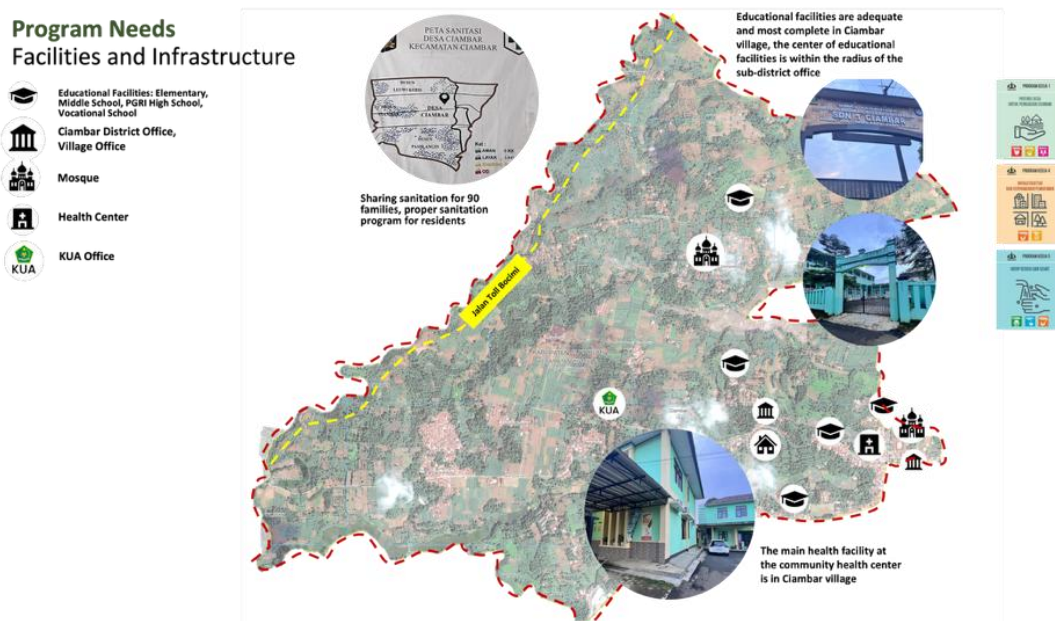 Program Needs
Facilities and Infrastructure
Educational Facilities: Elementary,
Middle School, PGRI High School,
Vocational School
Ciambar District Office,
Village Office
Mosque
Health Center
KUA
KUA Office
PETA SANITASI
DESA CIAMBAR
KECAMATAN CIAMBAR
DESA
CIAMBAR
Sharing sanitation for 90
families, proper sanitation
program for residents
Educational facilities are adequate
and most complete in Ciambar
village, the center of educational
facilities is within the radius of the
sub-district office
CIAMBAR
Jalan Toll Bocimi
KUA
The main health facility at
the community health center
is in Ciambar village